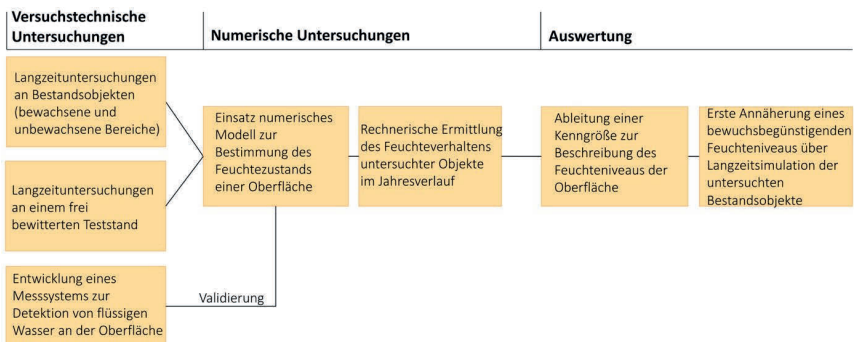 Versuchstechnische
Untersuchungen
Numerische Untersuchungen
Auswertung
Langzeituntersuchungen
an Bestandsobjekten
(bewachsene und
unbewachsene Bereiche)
Langzeituntersuchungen
an einem frei
bewitterten Teststand
Entwicklung eines
Messsystems zur
Detektion von flüssigen
Wasser an der Oberfläche
Validierung
Einsatz numerisches
Modell zur
Bestimmung des
Feuchtezustands
einer Oberfläche
Rechnerische Ermittlung
des Feuchteverhaltens
untersuchter Objekte
im Jahresverlauf
Ableitung einer
Kenngröße zur
Beschreibung des
Feuchteniveaus der
Oberfläche
Erste Annäherung eines
bewuchsbegünstigenden
Feuchteniveaus über
Langzeitsimulation der
untersuchten
Bestandsobjekte